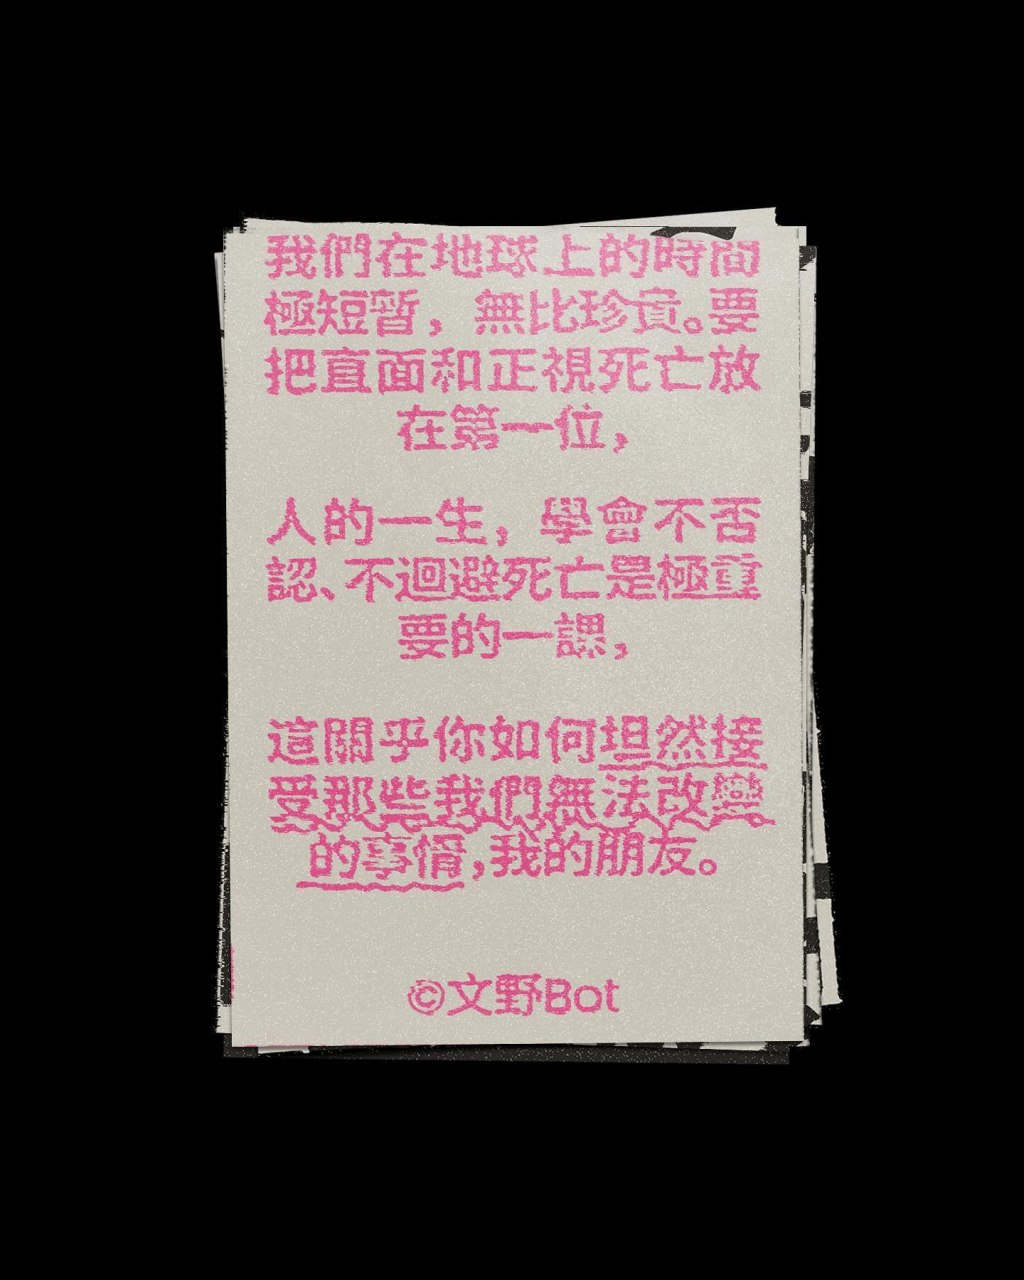 我們在地球上的時間
極短暫，無比珍貴。要
把直面和正視死亡放
在第一位，
人的一生，學會不否
認、不迴避死亡是極重
要的一課，
這關乎你如何坦然接
受那些我們無法改變
的事情，我的朋友。
©文野Bot